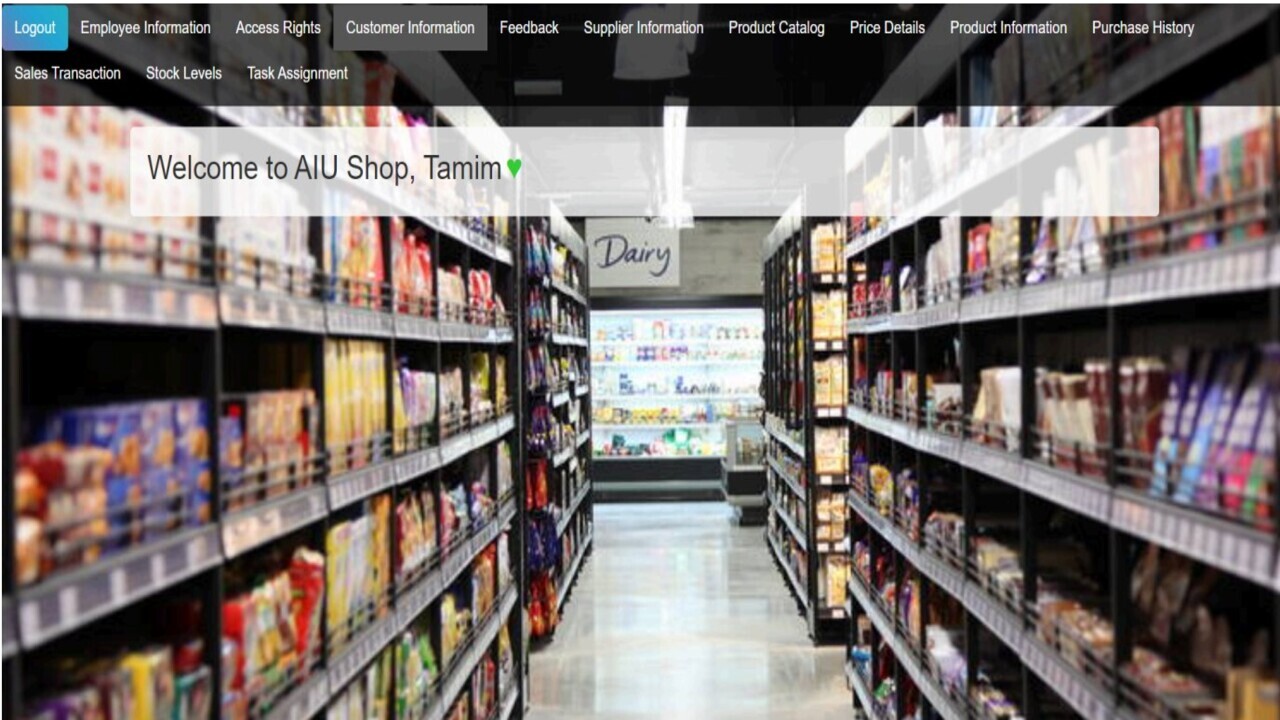 Logout Employee Information Access Rights Customer Information Feedback Supplier Information Product Catalog Price Details Product Information Purchase History
Sales Transaction Stock Levels Task Assignment
Welcome to AIU Shop, Tamim♥
Dairy